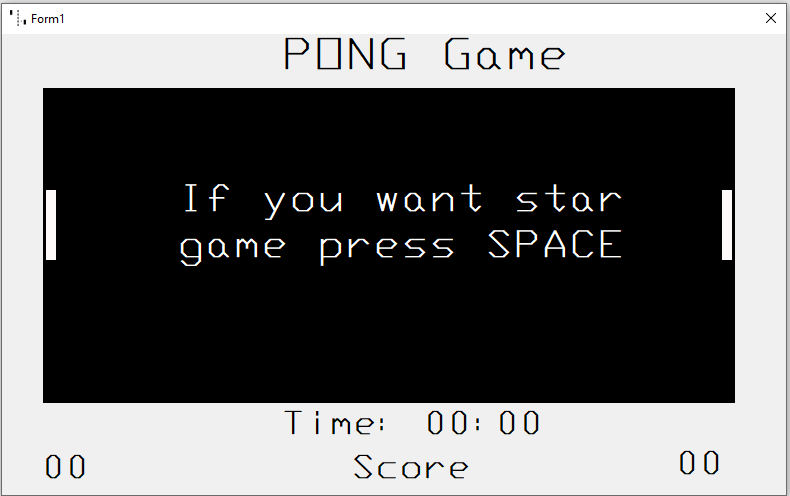 Form1
PONG Game
If you want star
game press SPACE
Time: 00:00
00 Score 00